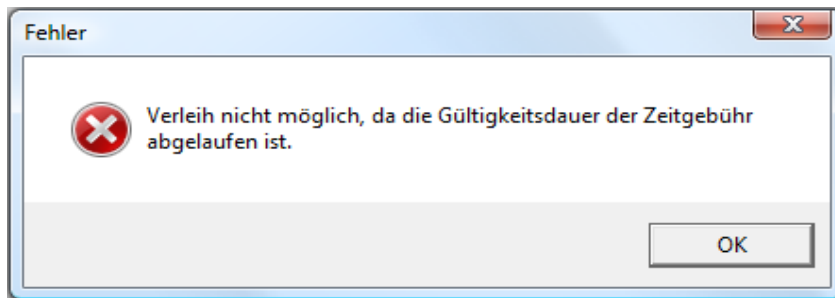 Fehler
Verleih nicht möglich, da die Gültigkeitsdauer der Zeitgebühr
abgelaufen ist.
OK